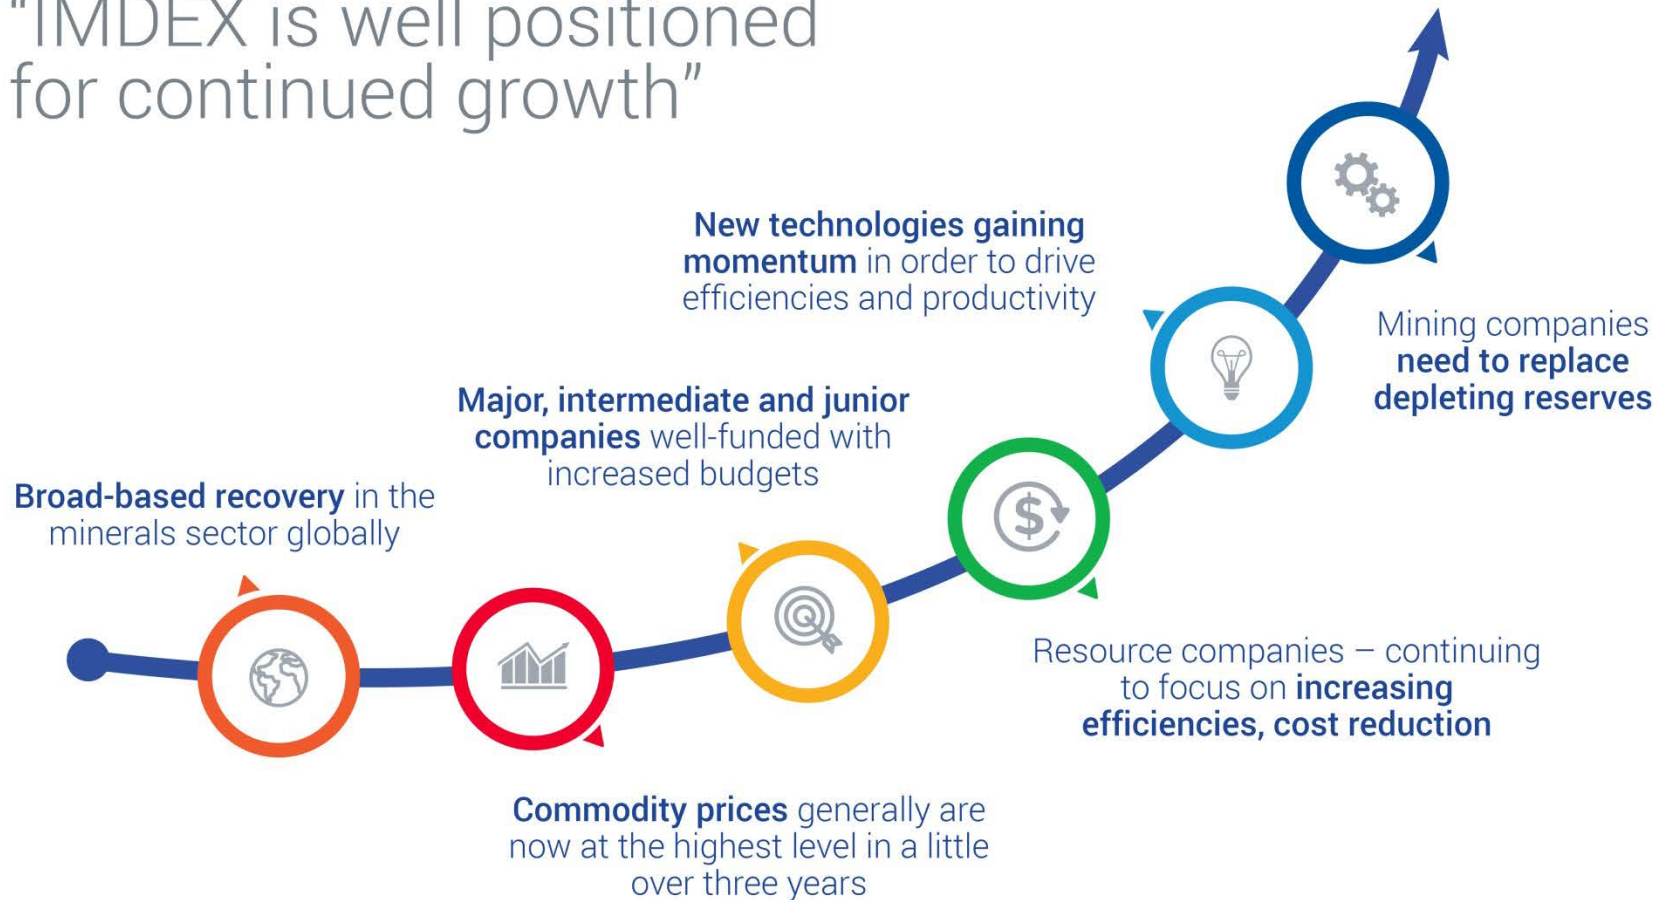 “IMDEX is well positioned
for continued growth”
New technologies gaining
momentum in order to drive
efficiencies and productivity
Mining companies
need to replace
depleting reserves
Major, intermediate and junior
companies well-funded with
increased budgets
Broad-based recovery in the
minerals sector globally
$
Resource companies – continuing
to focus on increasing
efficiencies, cost reduction
Commodity prices generally are
now at the highest level in a little
over three years